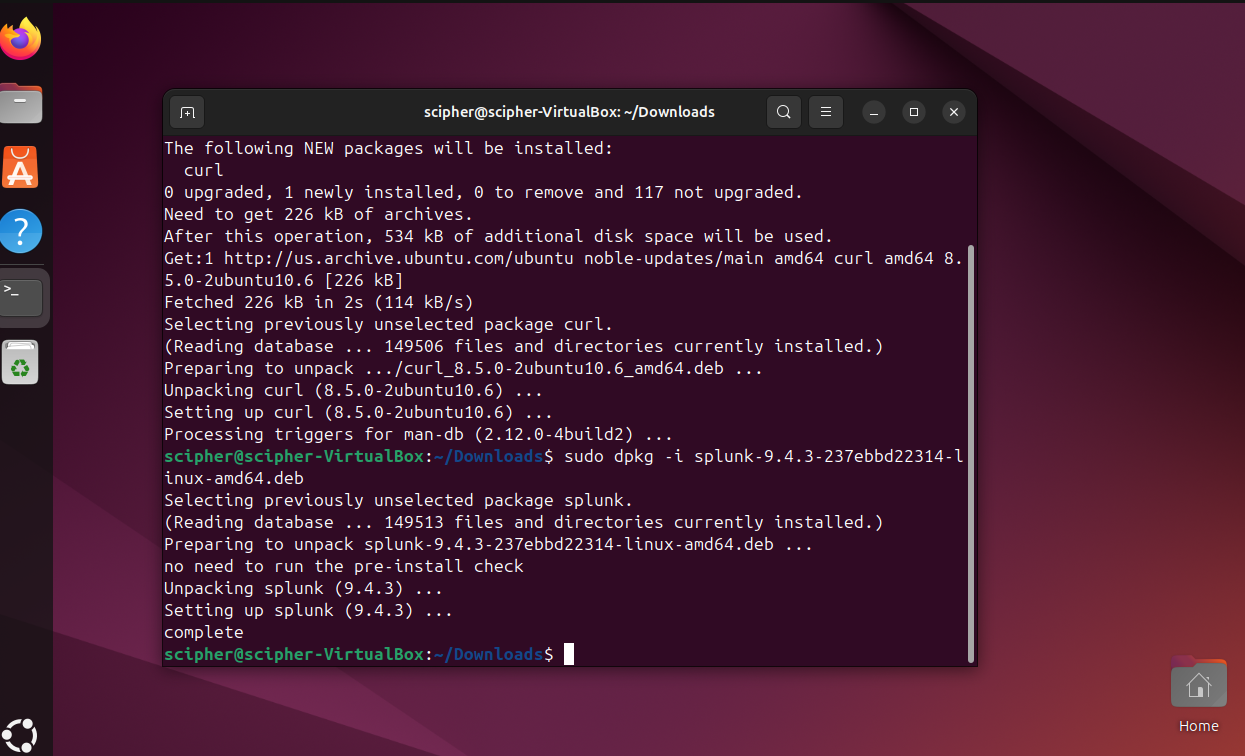 scipher@scipher-VirtualBox: ~/Downloads
The following NEW packages will be installed:
  curl
0 upgraded, 1 newly installed, 0 to remove and 117 not upgraded.
Need to get 226 kB of archives.
After this operation, 534 kB of additional disk space will be used.
Get:1 http://us.archive.ubuntu.com/ubuntu noble-updates/main amd64 curl amd64 8.
5.0-2ubuntu10.6 [226 kB]
Fetched 226 kB in 2s (114 kB/s)
Selecting previously unselected package curl.
(Reading database ... 149506 files and directories currently installed.)
Preparing to unpack .../curl_8.5.0-2ubuntu10.6_amd64.deb ...
Unpacking curl (8.5.0-2ubuntu10.6) ...
Setting up curl (8.5.0-2ubuntu10.6) ...
Processing triggers for man-db (2.12.0-4build2) ...
scipher@scipher-VirtualBox:~/Downloads$ sudo dpkg -i splunk-9.4.3-237ebbd22314-l
inux-amd64.deb
Selecting previously unselected package splunk.
(Reading database ... 149513 files and directories currently installed.)
Preparing to unpack splunk-9.4.3-237ebbd22314-linux-amd64.deb ...
no need to run the pre-install check
Unpacking splunk (9.4.3) ...
Setting up splunk (9.4.3) ...
complete
scipher@scipher-VirtualBox:~/Downloads$
Home